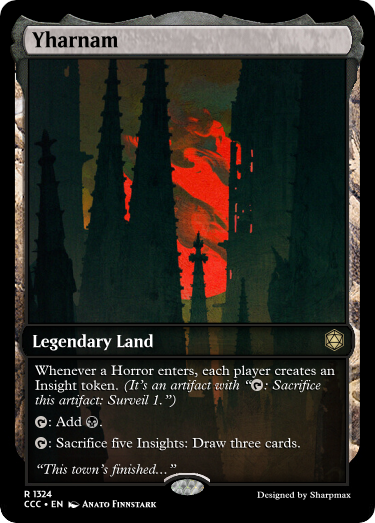 Yharnam
Legendary Land
Whenever a Horror enters, each player creates an
Insight token. (It's an artifact with “: Sacrifice
this artifact: Surveil 1.”)
: Add .
: Sacrifice five Insights: Draw three cards.
“This town's finished...”
R 1324
CCC • EN Anato Finnstark
Designed by Sharpmax